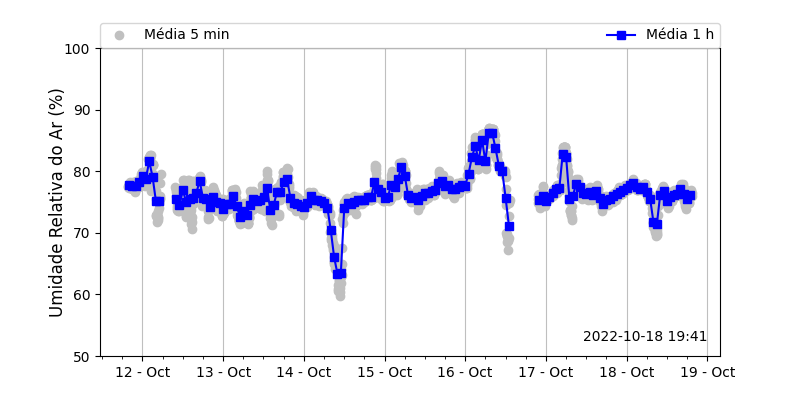 Média 5 min
Média 1 h
Umidade Relativa do Ar (%)
100
90
80
70
60
50
2022-10-18 19:41
12 - Oct
13 - Oct
14 - Oct
15 - Oct
16 - Oct
17 - Oct
18 - Oct
19 - Oct